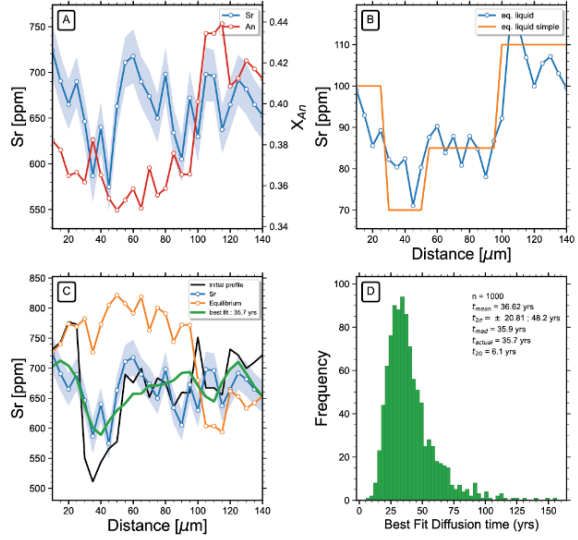 A
Sr
An
Sr [ppm]
750
700
650
600
550
0.44
0.42
0.40
0.38
0.36
0.34
X_An
20 40 60 80 100 120 140
Distance [μm]
B
eq. liquid
eq. liquid simple
Sr [ppm]
110
100
90
80
70
20 40 60 80 100 120 140
Distance [μm]
C
initial profile
Sr
Equilibrium
best fit : 35.7 yrs
Sr [ppm]
850
800
750
700
650
600
550
500
20 40 60 80 100 120 140
Distance [μm]
D
n = 1000
t_mean = 36.62 yrs
t_2σ = ± 20.81 ; 48.2 yrs
t_med = 35.9 yrs
t_actual = 35.7 yrs
t_20 = 6.1 yrs
Frequency
100
80
60
40
20
0
0 25 50 75 100 125 150
Best Fit Diffusion time (yrs)